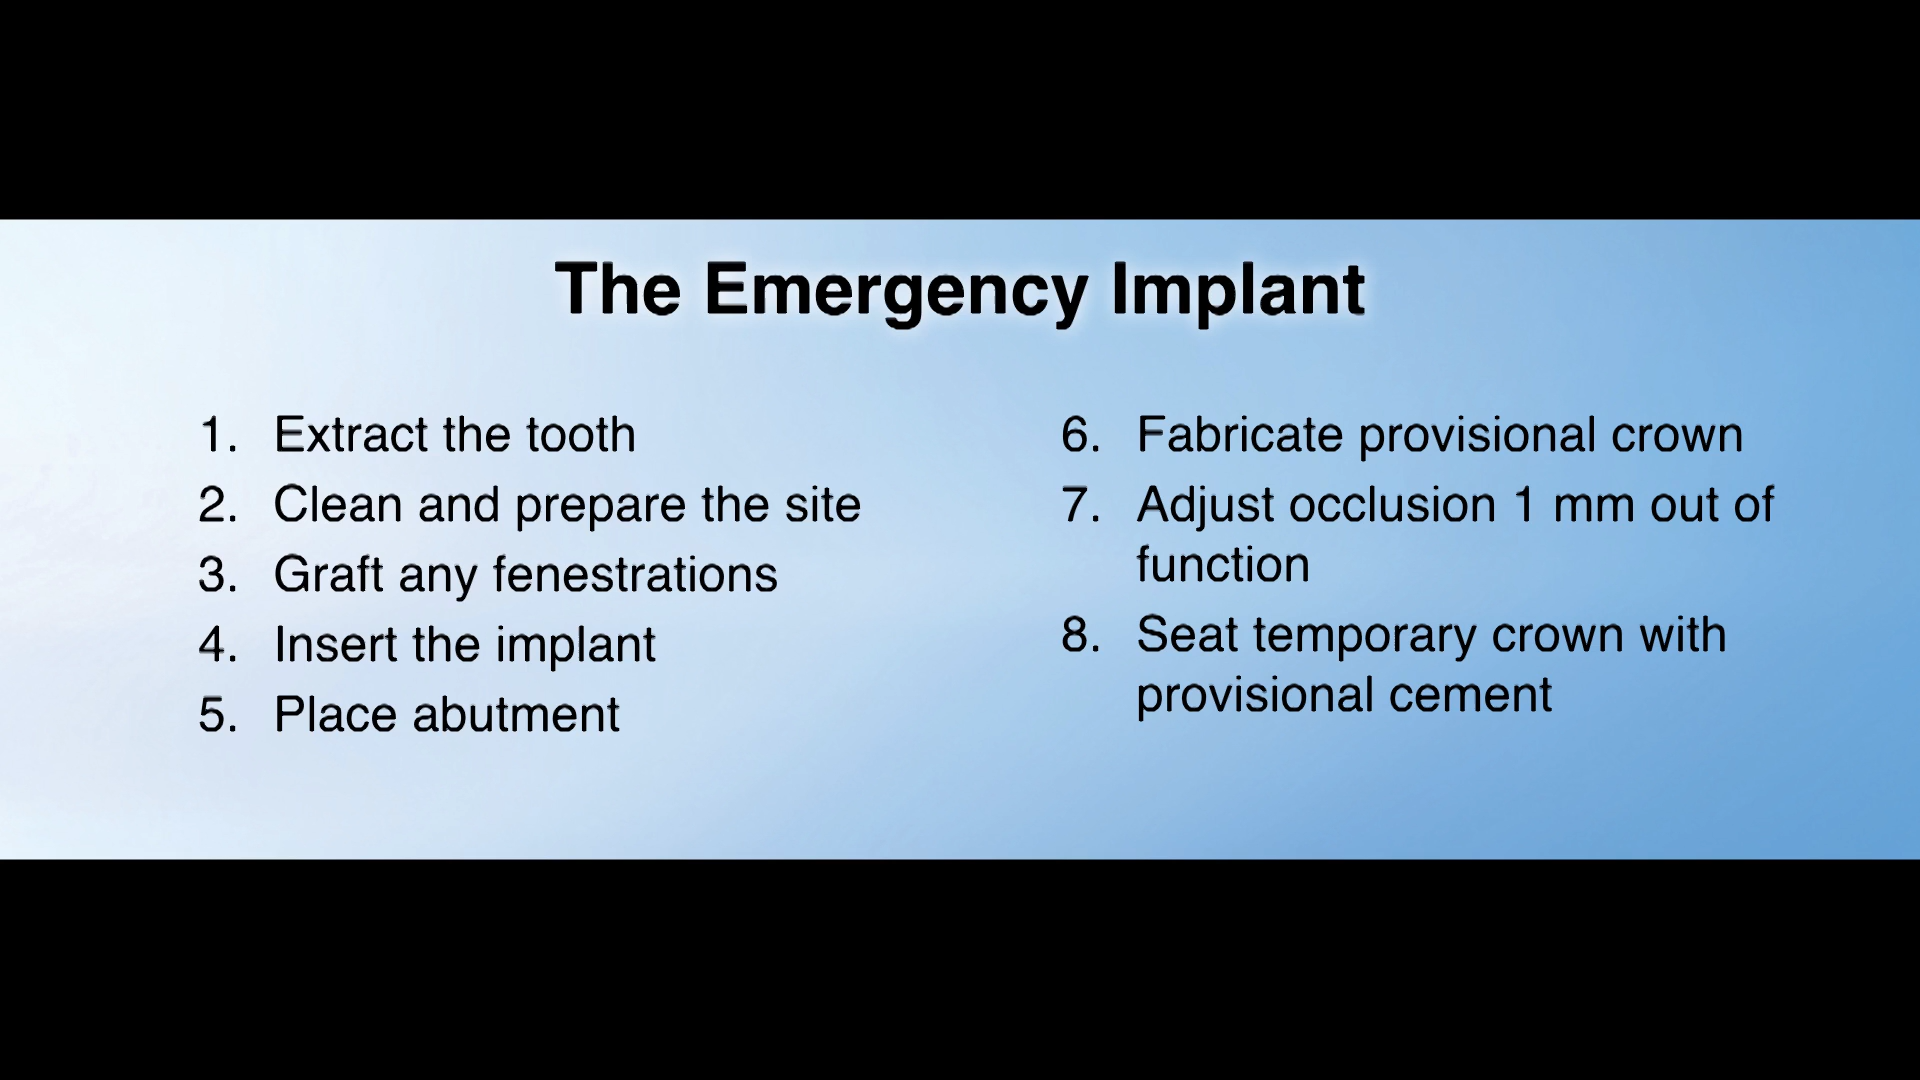 The Emergency Implant
1. Extract the tooth
2. Clean and prepare the site
3. Graft any fenestrations
4. Insert the implant
5. Place abutment
6. Fabricate provisional crown
7. Adjust occlusion 1 mm out of
function
8. Seat temporary crown with
provisional cement